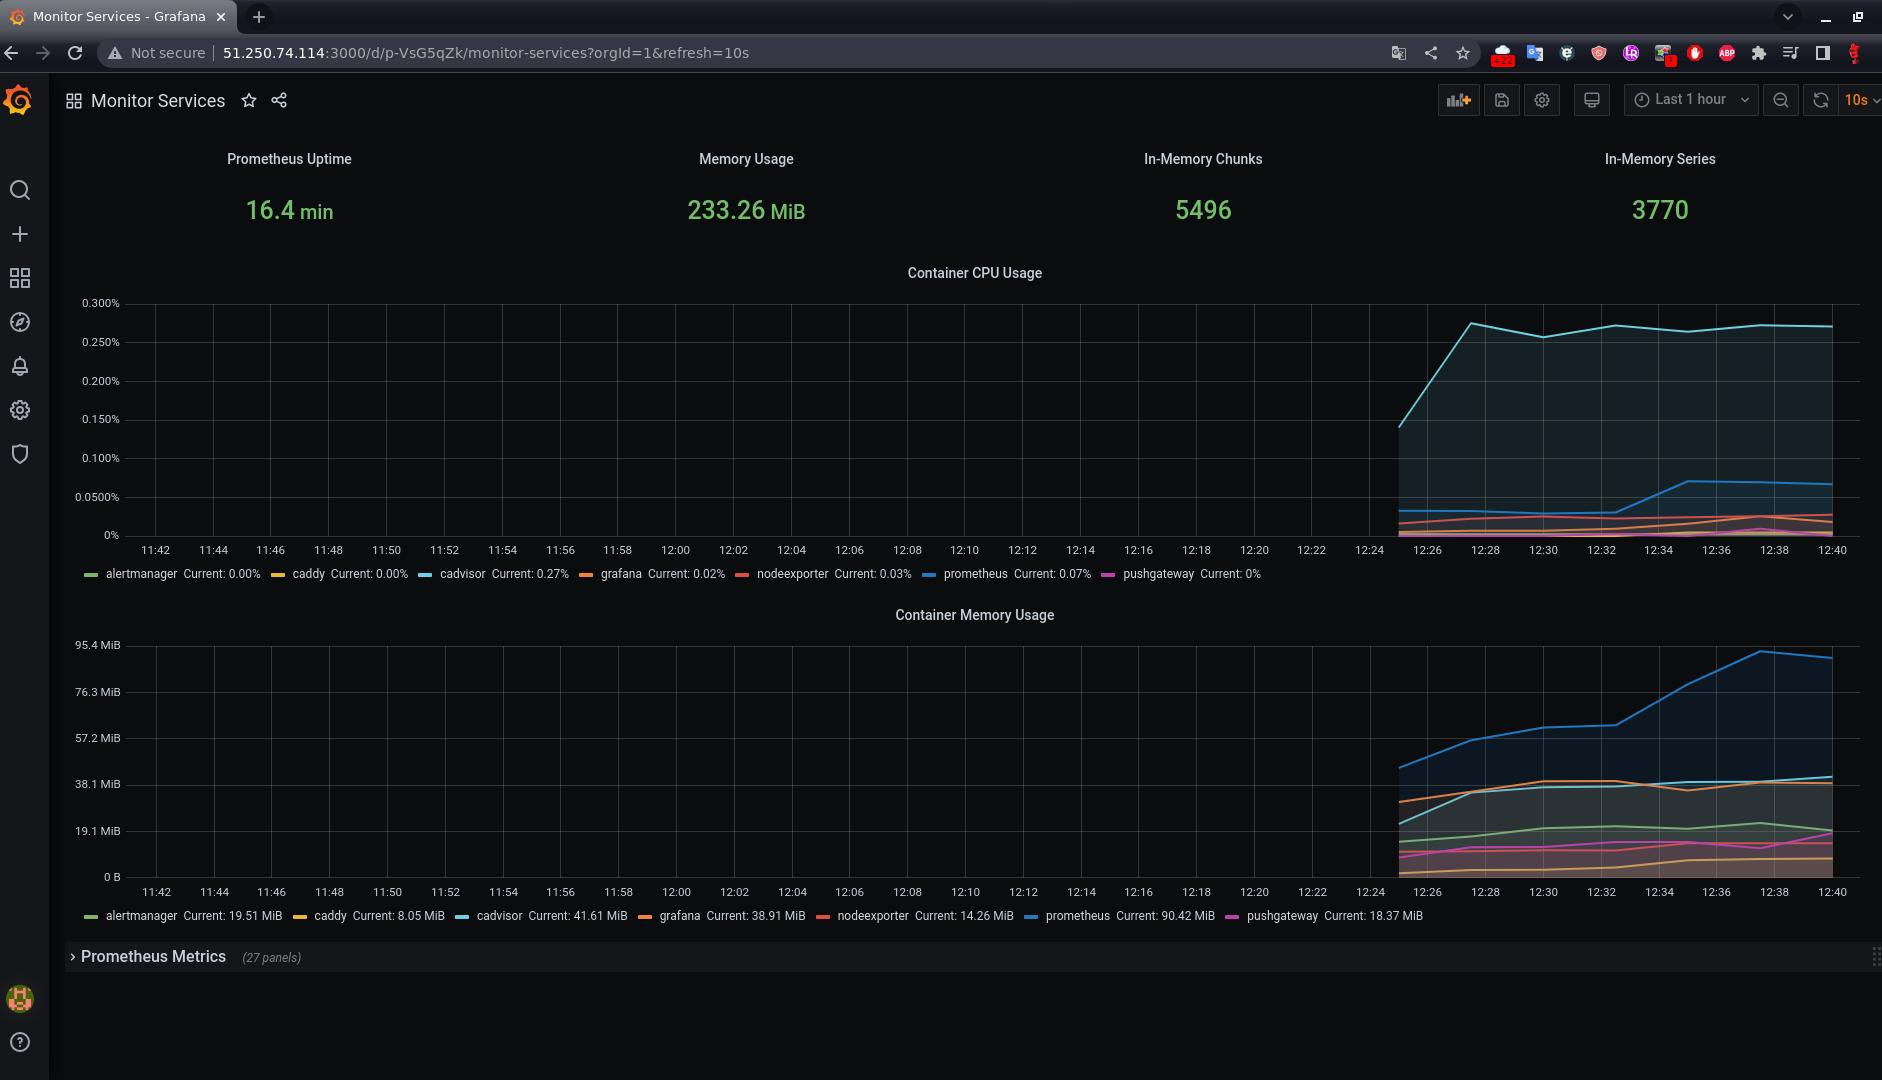 Monitor Services - Grafana
Not secure 51.250.74.114:3000/d/p-VsG5qZk/monitor-services?orgId=1&refresh=10s
+22 ? ABP
Monitor Services
Last 1 hour 10s
Prometheus Uptime Memory Usage In-Memory Chunks In-Memory Series
16.4 min 233.26 MiB 5496 3770
Container CPU Usage
0.300%
0.250%
0.200%
0.150%
0.100%
0.0500%
0%
11:42 11:44 11:46 11:48 11:50 11:52 11:54 11:56 11:58 12:00 12:02 12:04 12:06 12:08 12:10 12:12 12:14 12:16 12:18 12:20 12:22 12:24 12:26 12:28 12:30 12:32 12:34 12:36 12:38 12:40
alertmanager Current: 0.00% caddy Current: 0.00% cadvisor Current: 0.27% grafana Current: 0.02% nodeexporter Current: 0.03% prometheus Current: 0.07% pushgateway Current: 0%
Container Memory Usage
95.4 MiB
76.3 MiB
57.2 MiB
38.1 MiB
19.1 MiB
0 B
11:42 11:44 11:46 11:48 11:50 11:52 11:54 11:56 11:58 12:00 12:02 12:04 12:06 12:08 12:10 12:12 12:14 12:16 12:18 12:20 12:22 12:24 12:26 12:28 12:30 12:32 12:34 12:36 12:38 12:40
alertmanager Current: 19.51 MiB caddy Current: 8.05 MiB cadvisor Current: 41.61 MiB grafana Current: 38.91 MiB nodeexporter Current: 14.26 MiB prometheus Current: 90.42 MiB pushgateway Current: 18.37 MiB
Prometheus Metrics (27 panels)